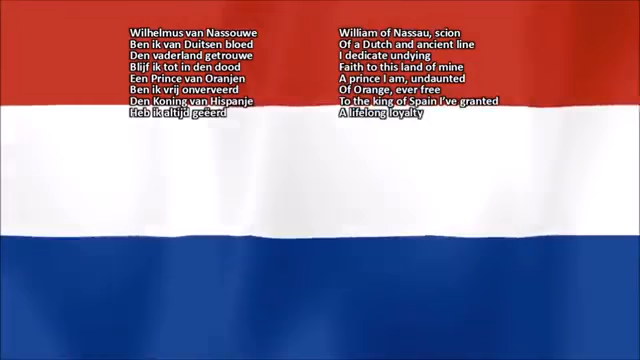 Wilhelmus van Nassouwe
Ben ik van Duitsen bloed
Den vaderland getrouwe
Blijf ik tot in den dood
Een Prince van Oranjen
Ben ik vrij onverveerd
Den Koning van Hispanje
Heb ik altijd geëerd
William of Nassau, scion
Of a Dutch and ancient line
I dedicate undying
Faith to this land of mine
A prince I am, undaunted
Of Orange, ever free
To the king of Spain I've granted
A lifelong loyalty